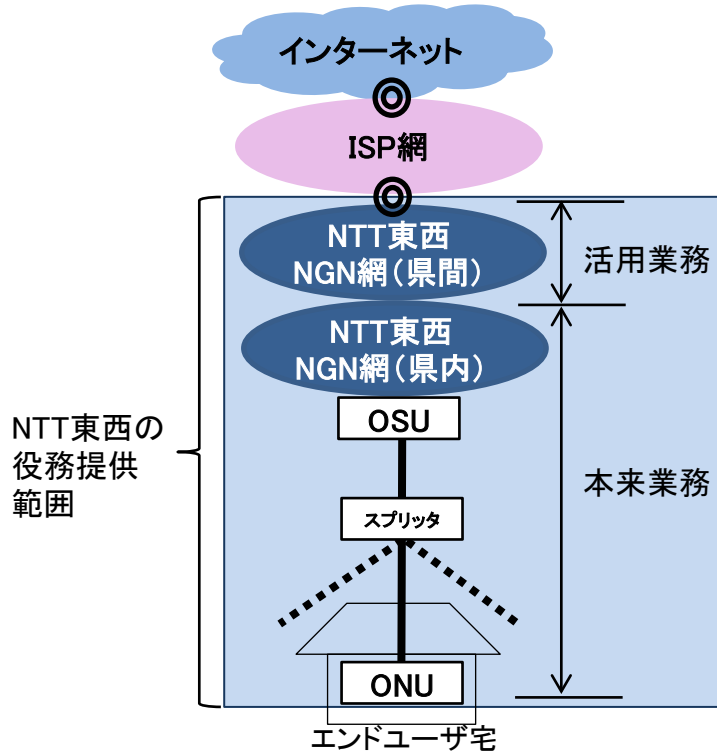 インターネット
ISP網
NTT東西
NGN網（県間）
活用業務
NTT東西
NGN網（県内）
OSU
NTT東西の
役務提供
範囲
本来業務
スプリッタ
ONU
エンドユーザ宅